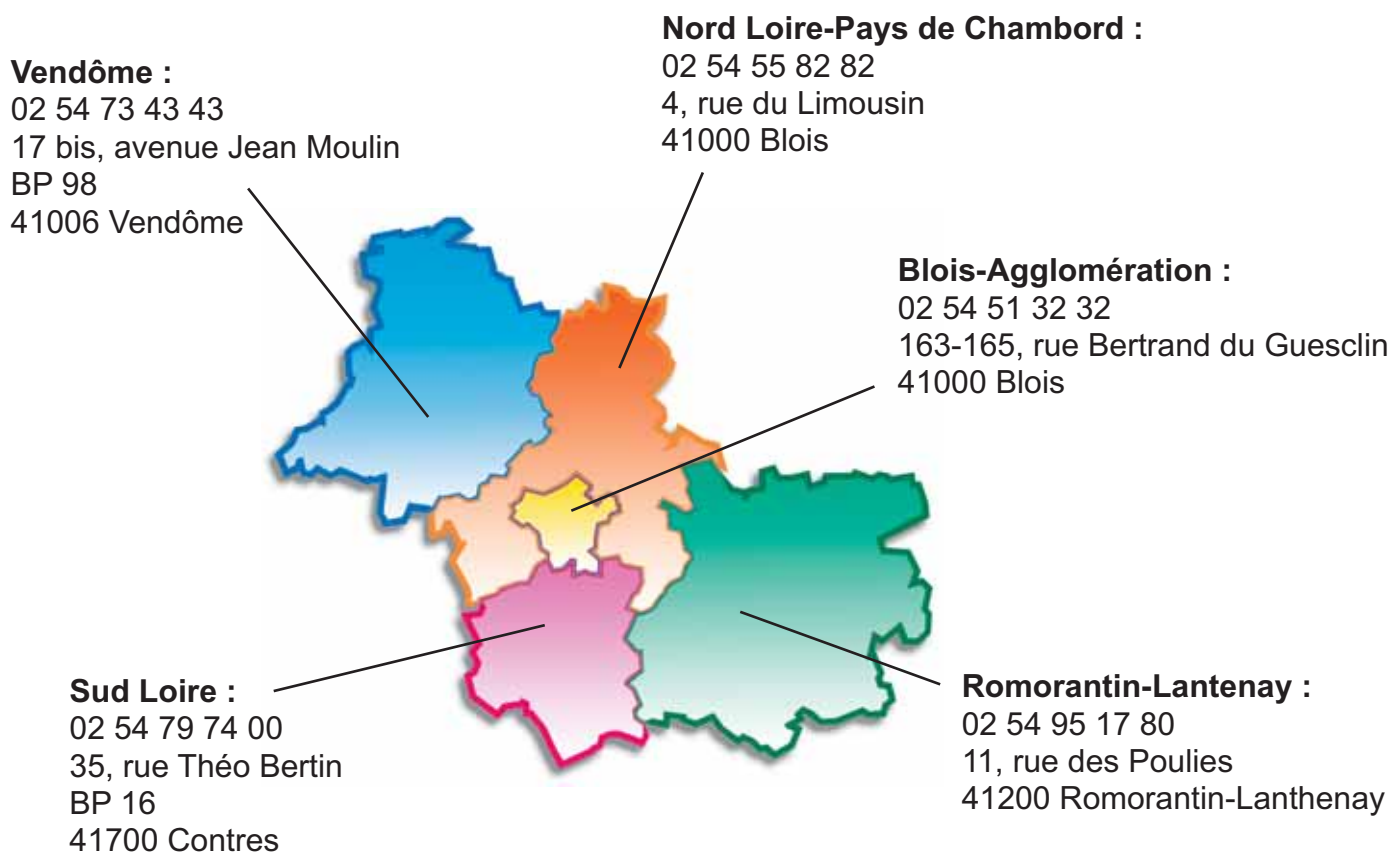 Nord Loire-Pays de Chambord :
02 54 55 82 82
4, rue du Limousin
41000 Blois
Vendôme :
02 54 73 43 43
17 bis, avenue Jean Moulin
BP 98
41006 Vendôme
Blois-Agglomération :
02 54 51 32 32
163-165, rue Bertrand du Guesclin
41000 Blois
Sud Loire :
02 54 79 74 00
35, rue Théo Bertin
BP 16
41700 Contres
Romorantin-Lantenay :
02 54 95 17 80
11, rue des Poulies
41200 Romorantin-Lanthenay